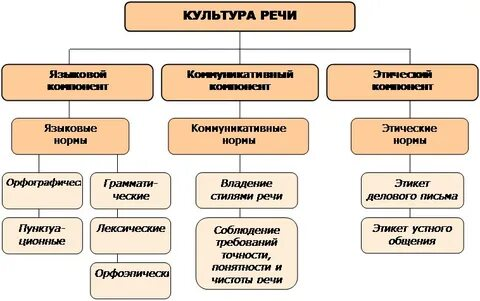 КУЛЬТУРА РЕЧИ
Языковой
компонент
Коммуникативный
компонент
Этический
компонент
Языковые
нормы
Коммуникативные
нормы
Этические
нормы
Орфографичес
Пунктуа-
ционные
Граммати-
ческие
Лексические
Орфоэпически
Владение
стилями речи
Соблюдение
требований
точности,
понятности и
чистоты речи
Этикет
делового письма
Этикет устного
общения